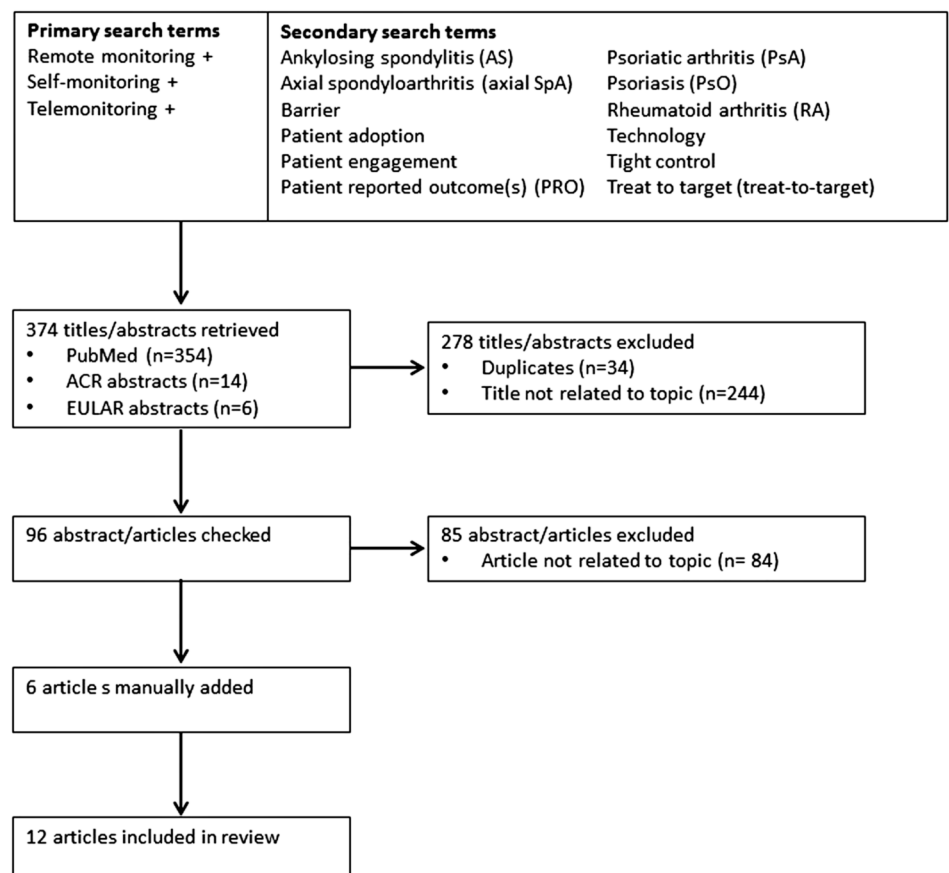 Primary search terms
Remote monitoring +
Self-monitoring +
Telemonitoring +
Secondary search terms
Ankylosing spondylitis (AS)
Axial spondyloarthritis (axial SpA)
Barrier
Patient adoption
Patient engagement
Patient reported outcome(s) (PRO)
Psoriatic arthritis (PsA)
Psoriasis (PsO)
Rheumatoid arthritis (RA)
Technology
Tight control
Treat to target (treat-to-target)
374 titles/abstracts retrieved
• PubMed (n=354)
• ACR abstracts (n=14)
• EULAR abstracts (n=6)
278 titles/abstracts excluded
• Duplicates (n=34)
• Title not related to topic (n=244)
96 abstract/articles checked
85 abstract/articles excluded
• Article not related to topic (n= 84)
6 article s manually added
12 articles included in review